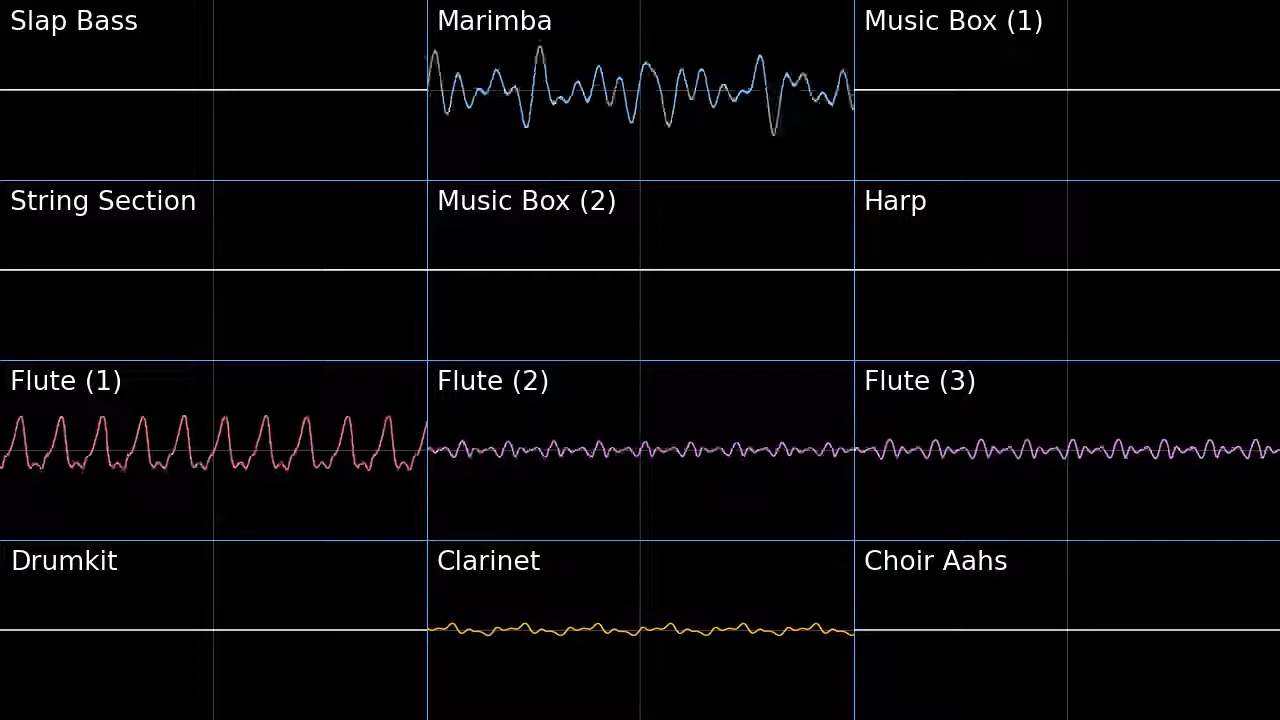 Slap Bass
Marimba
Music Box (1)
String Section
Music Box (2)
Harp
Flute (1)
Flute (2)
Flute (3)
Drumkit
Clarinet
Choir Aahs